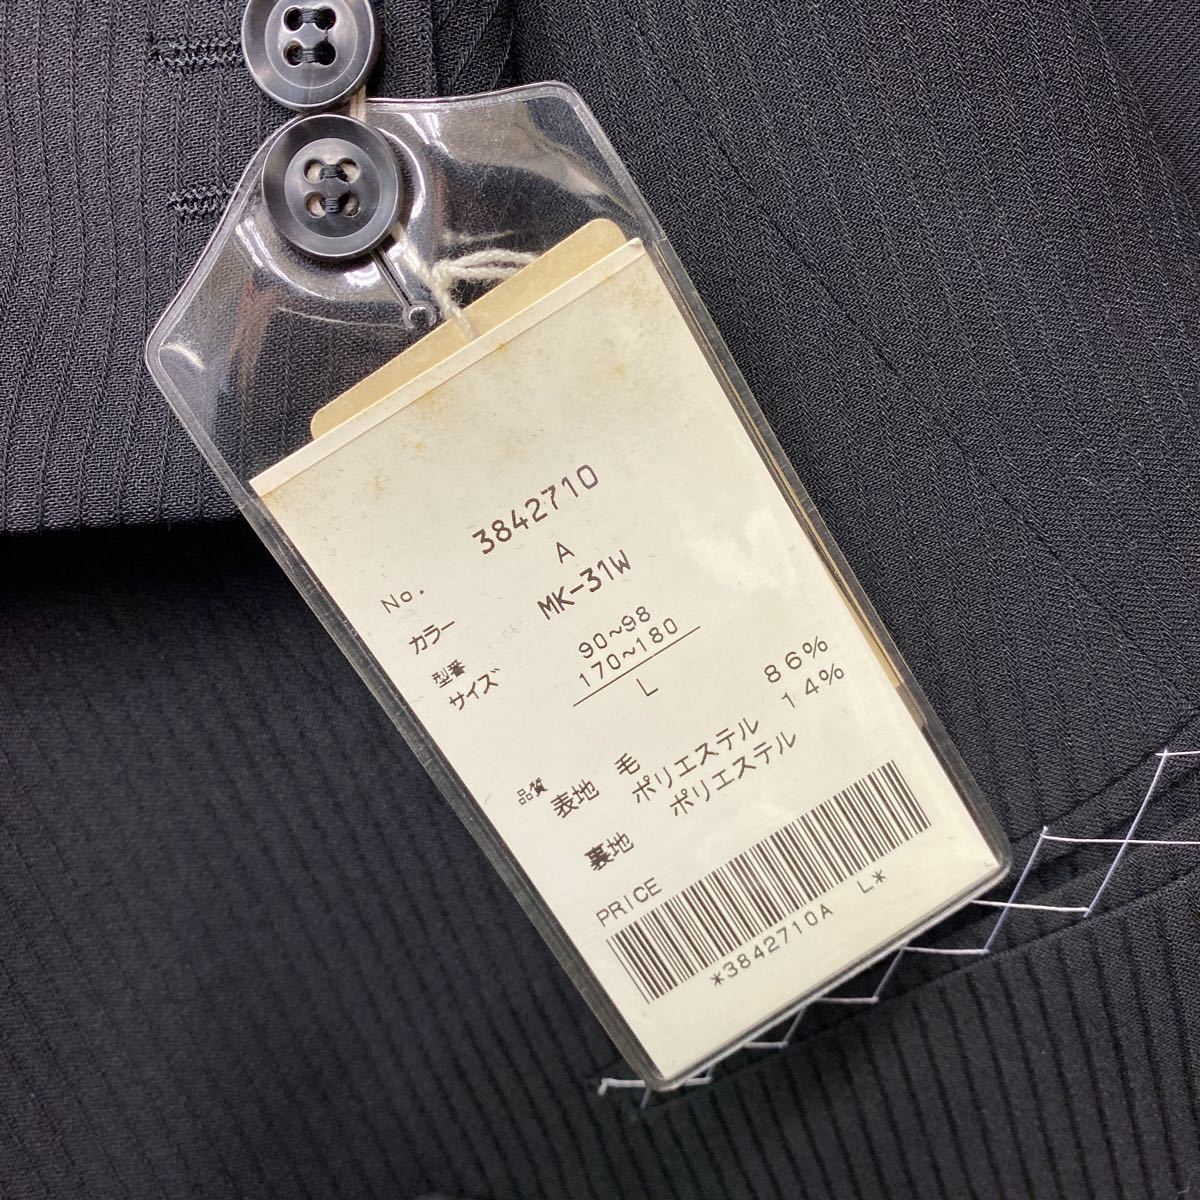 No. 3842710
カラー A
型番 MK-31W
サイズ 90~98
170~180
L
品質 表地 毛 86%
ポリエステル 14%
裏地 ポリエステル
PRICE
*3842710A L*